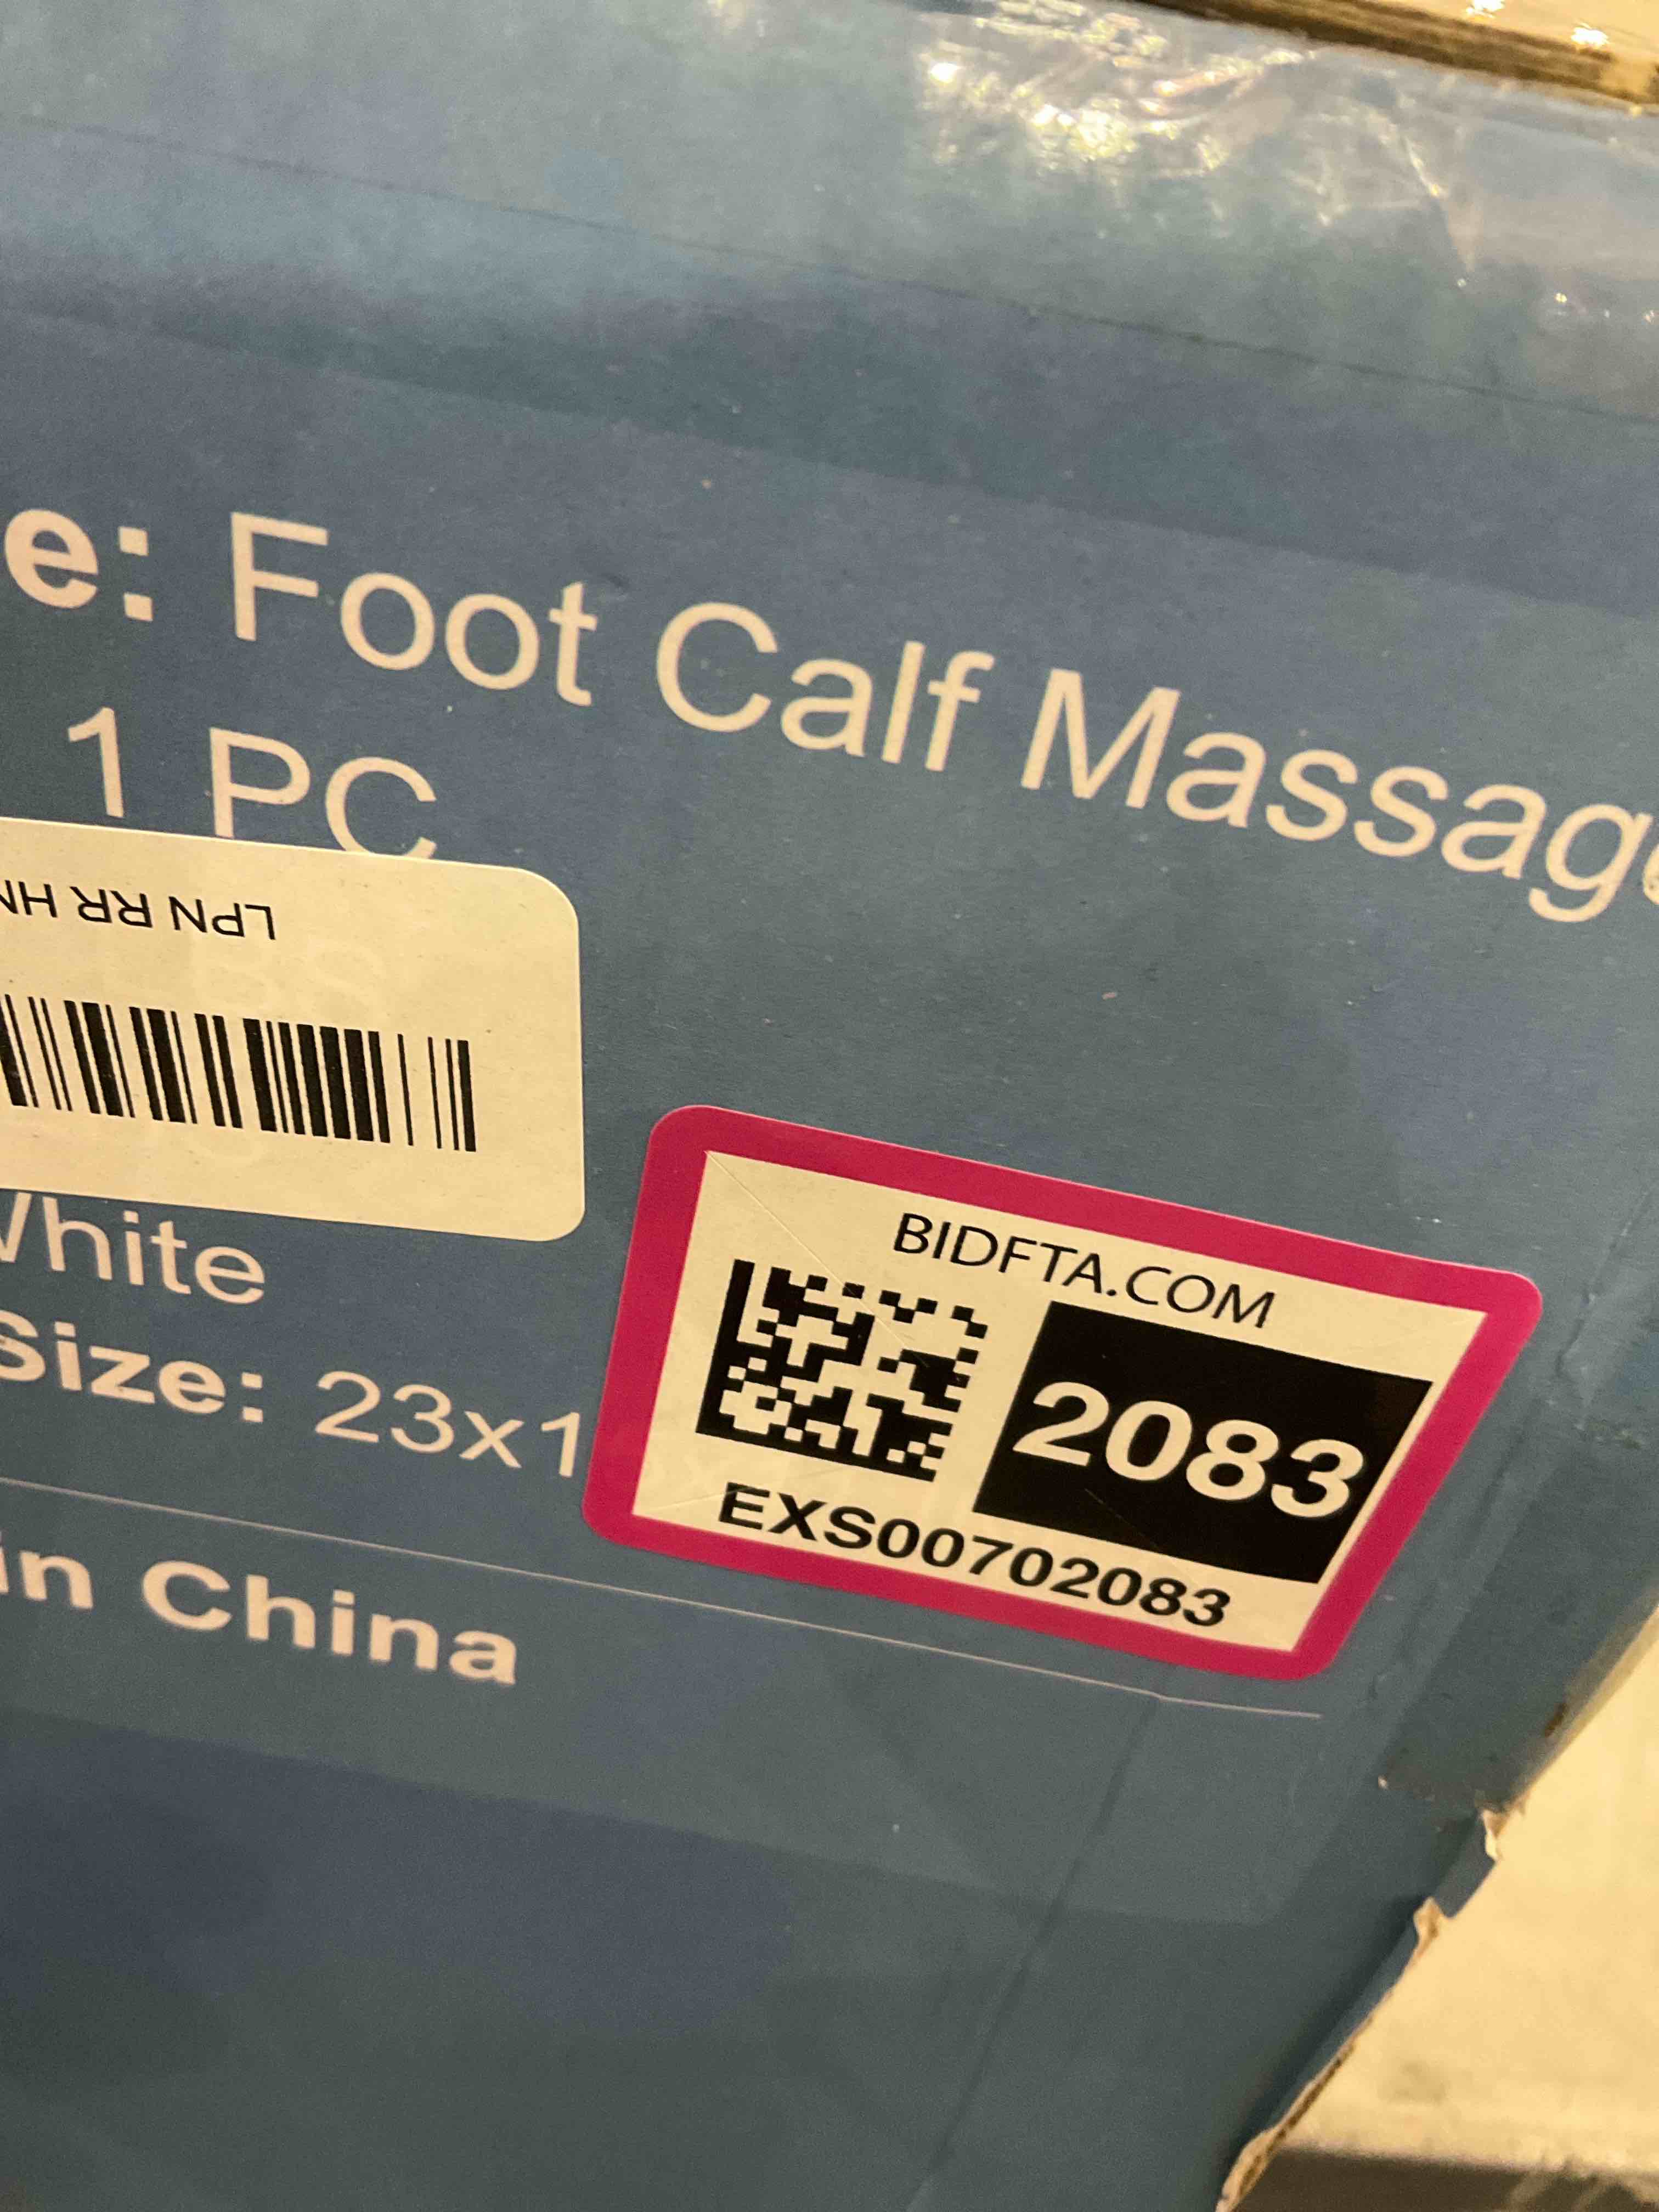 e: Foot Calf Massage
1 PC
LPN RR HN
White
Size: 23x1
in China
BIDFTA.COM
2083
EXS00702083